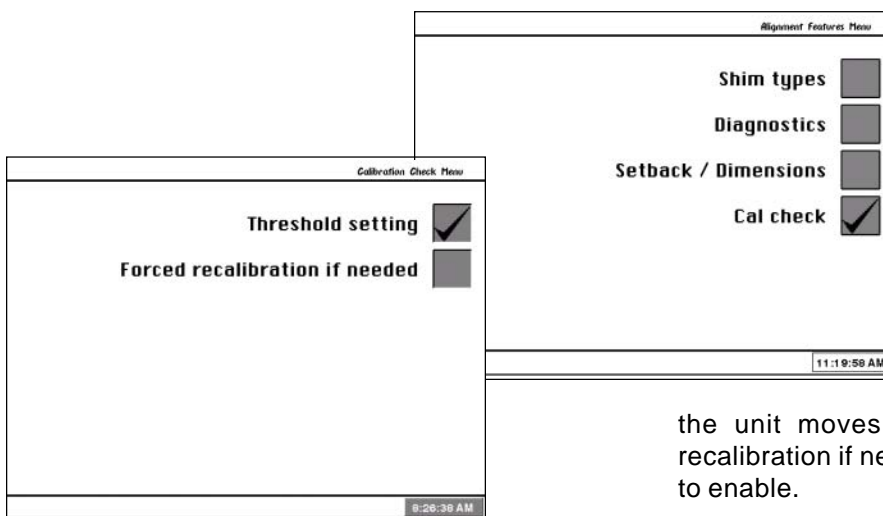 Alignment Features Menu
Shim types
Diagnostics
Setback / Dimensions
Cal check
11:19:58 AM
Calibration Check Menu
Threshold setting
Forced recalibration if needed
8:26:38 AM
the unit moves
recalibration if
to enable.